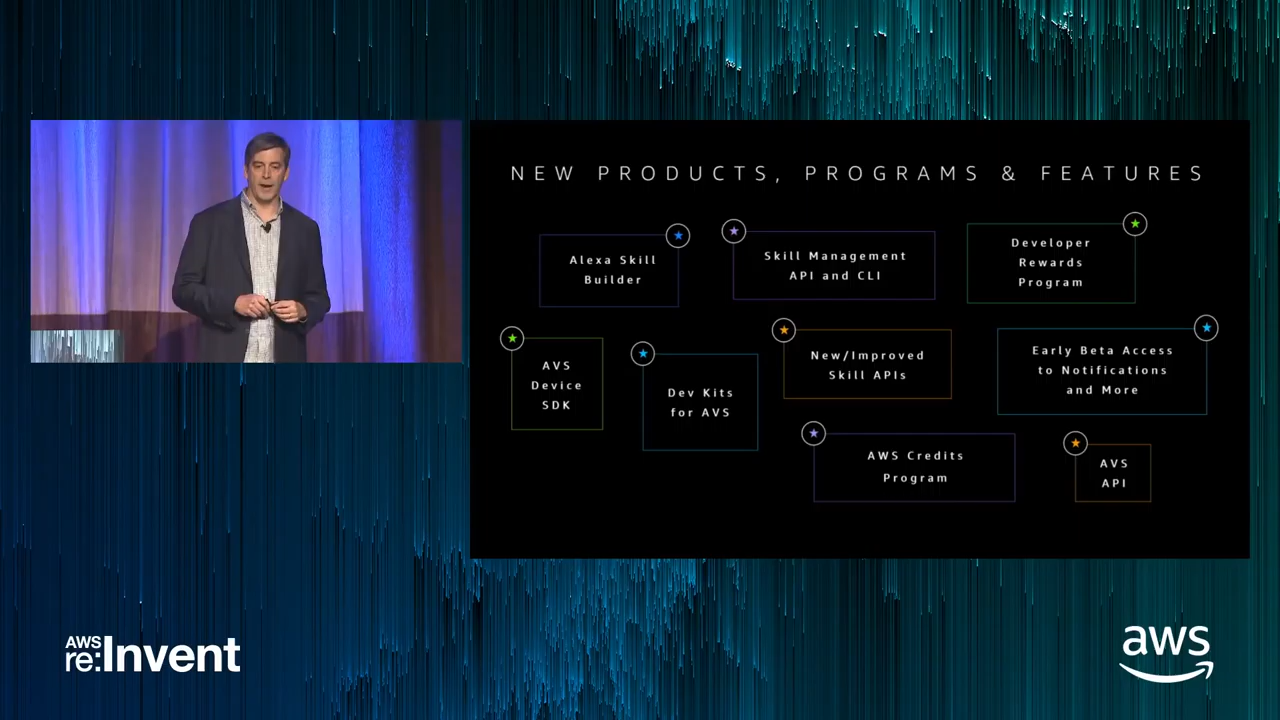 NEW PRODUCTS, PROGRAMS & FEATURES
Alexa Skill
Builder
Skill Management
API and CLI
Developer
Rewards
Program
AVS
Device
SDK
Dev Kits
for AVS
New/Improved
Skill APIs
Early Beta Access
to Notifications
and More
AWS Credits
Program
AVS
API
AWS
re:Invent
aws